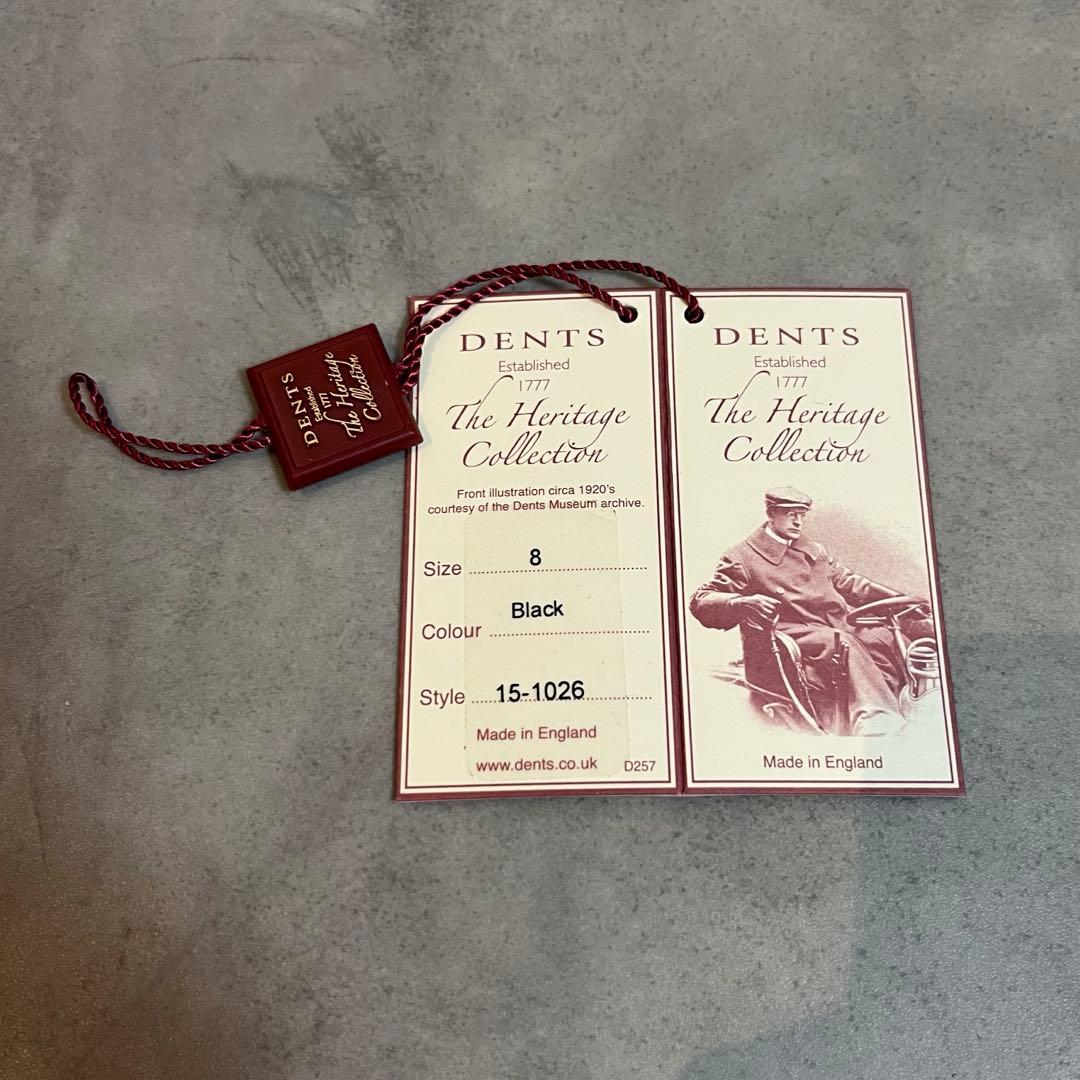 DENTS
Established
1777
The Heritage
Collection
DENTS
Established
1777
The Heritage
Collection
Front illustration circa 1920's
courtesy of the Dents Museum archive.
Size 8
Colour Black
Style 15-1026
Made in England
www.dents.co.uk D257
DENTS
Established
1777
The Heritage
Collection
Made in England